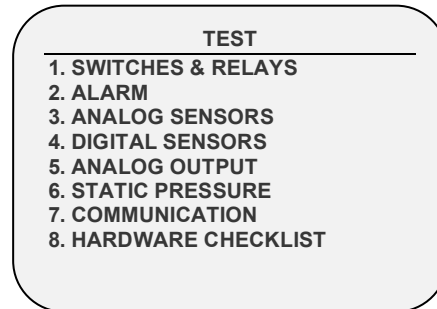 TEST
1. SWITCHES & RELAYS
2. ALARM
3. ANALOG SENSORS
4. DIGITAL SENSORS
5. ANALOG OUTPUT
6. STATIC PRESSURE
7. COMMUNICATION
8. HARDWARE CHECKLIST